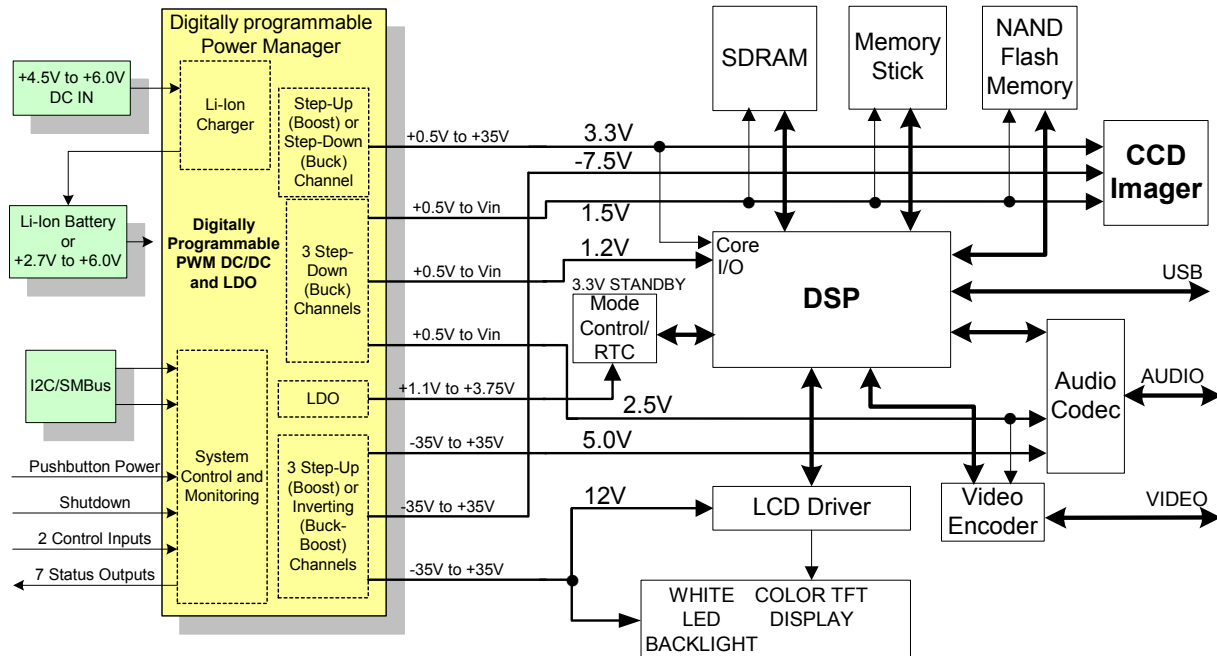 Digitally programmable
Power Manager
+4.5V to +6.0V
DC IN
Li-Ion
Charger
Step-Up
(Boost) or
Step-Down
(Buck)
Channel
Li-Ion Battery
or
+2.7V to +6.0V
Digitally
Programmable
PWM DC/DC
and LDO
3 Step-
Down
(Buck)
Channels
I2C/SMBus
LDO
System
Control and
Monitoring
3 Step-Up
(Boost) or
Inverting
(Buck-
Boost)
Channels
Pushbutton Power
Shutdown
2 Control Inputs
7 Status Outputs
+0.5V to +35V
3.3V
-7.5V
+0.5V to Vin
1.5V
+0.5V to Vin
1.2V
+0.5V to Vin
+1.1V to +3.75V
2.5V
-35V to +35V
5.0V
-35V to +35V
12V
-35V to +35V
SDRAM
Memory
Stick
NAND
Flash
Memory
CCD
Imager
Core
I/O
DSP
3.3V STANDBY
Mode
Control/
RTC
USB
Audio
Codec
AUDIO
LCD Driver
Video
Encoder
VIDEO
WHITE
LED
BACKLIGHT
COLOR TFT
DISPLAY